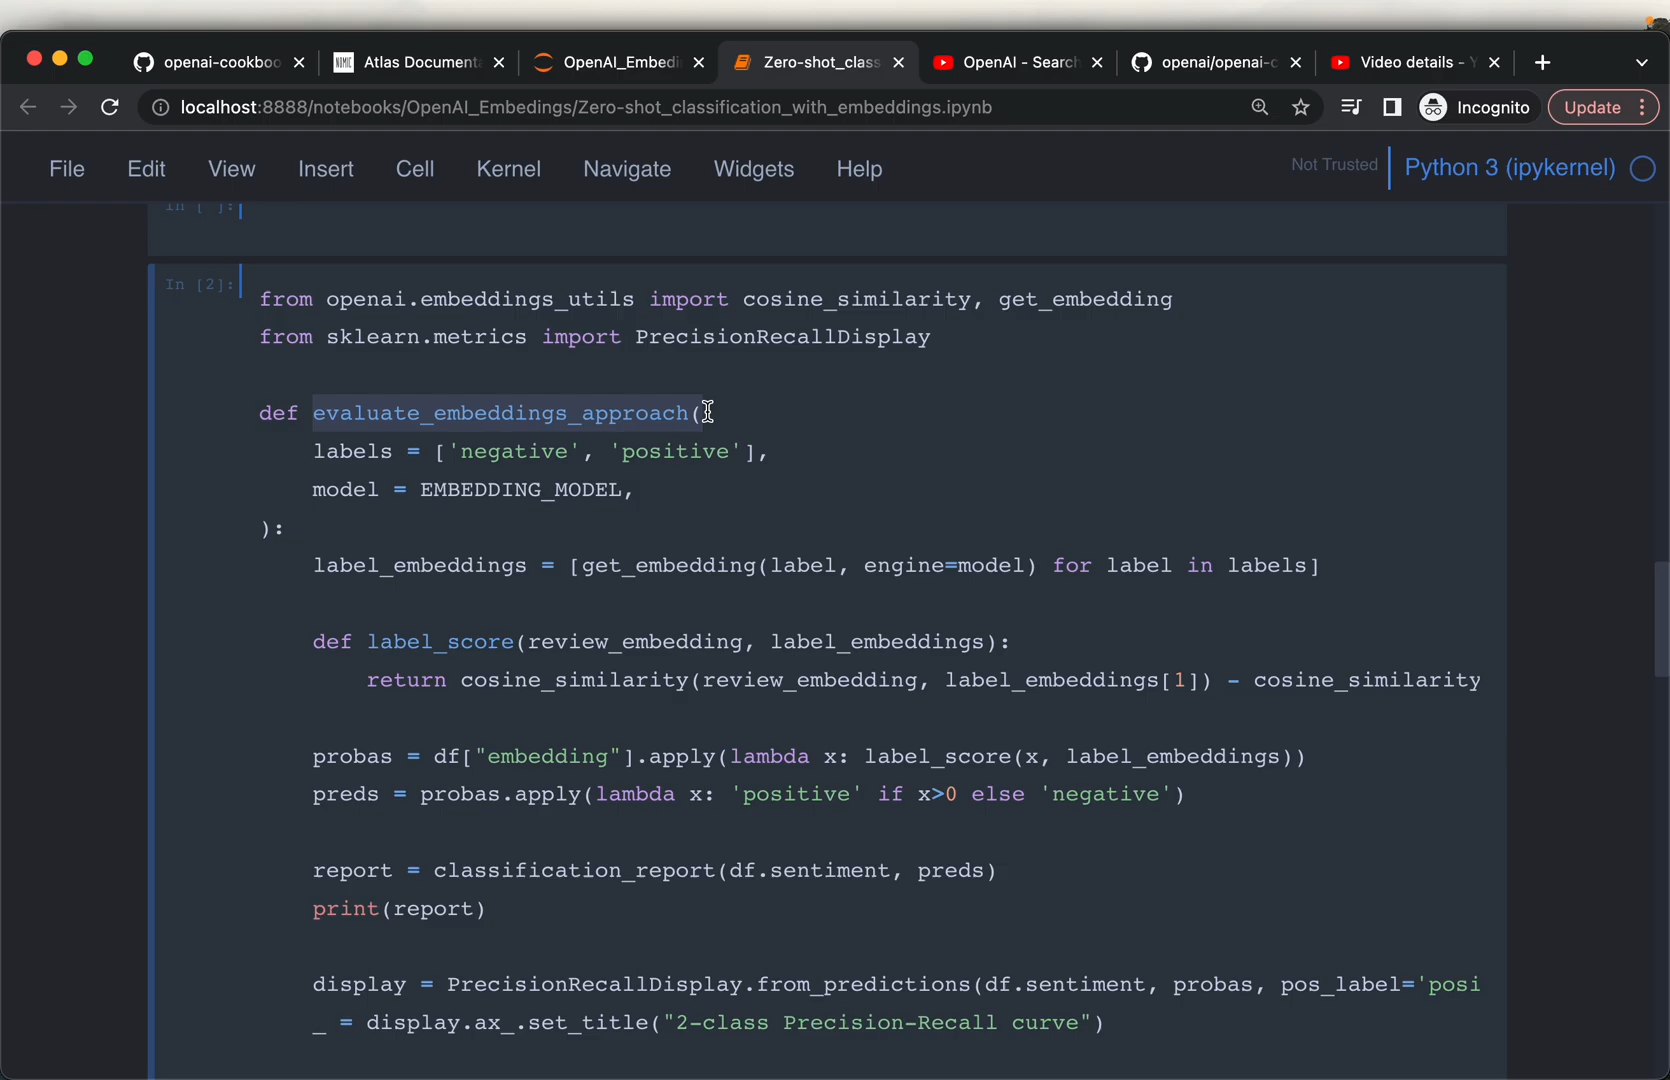 openai-cookboo
Atlas Documenta
OpenAI_Embedi
Zero-shot_class
OpenAI - Search
openai/openai-c
Video details - Y
localhost:8888/notebooks/OpenAI_Embedings/Zero-shot_classification_with_embeddings.ipynb
Incognito
Update
File Edit View Insert Cell Kernel Navigate Widgets Help
Not Trusted
Python 3 (ipykernel)
In [ ]:
In [2]:
from openai.embeddings_utils import cosine_similarity, get_embedding
from sklearn.metrics import PrecisionRecallDisplay
def evaluate_embeddings_approach(
labels = ['negative', 'positive'],
model = EMBEDDING_MODEL,
):
label_embeddings = [get_embedding(label, engine=model) for label in labels]
def label_score(review_embedding, label_embeddings):
return cosine_similarity(review_embedding, label_embeddings[1]) - cosine_similarity
probas = df["embedding"].apply(lambda x: label_score(x, label_embeddings))
preds = probas.apply(lambda x: 'positive' if x>0 else 'negative')
report = classification_report(df.sentiment, preds)
print(report)
display = PrecisionRecallDisplay.from_predictions(df.sentiment, probas, pos_label='posi
_ = display.ax_.set_title("2-class Precision-Recall curve")